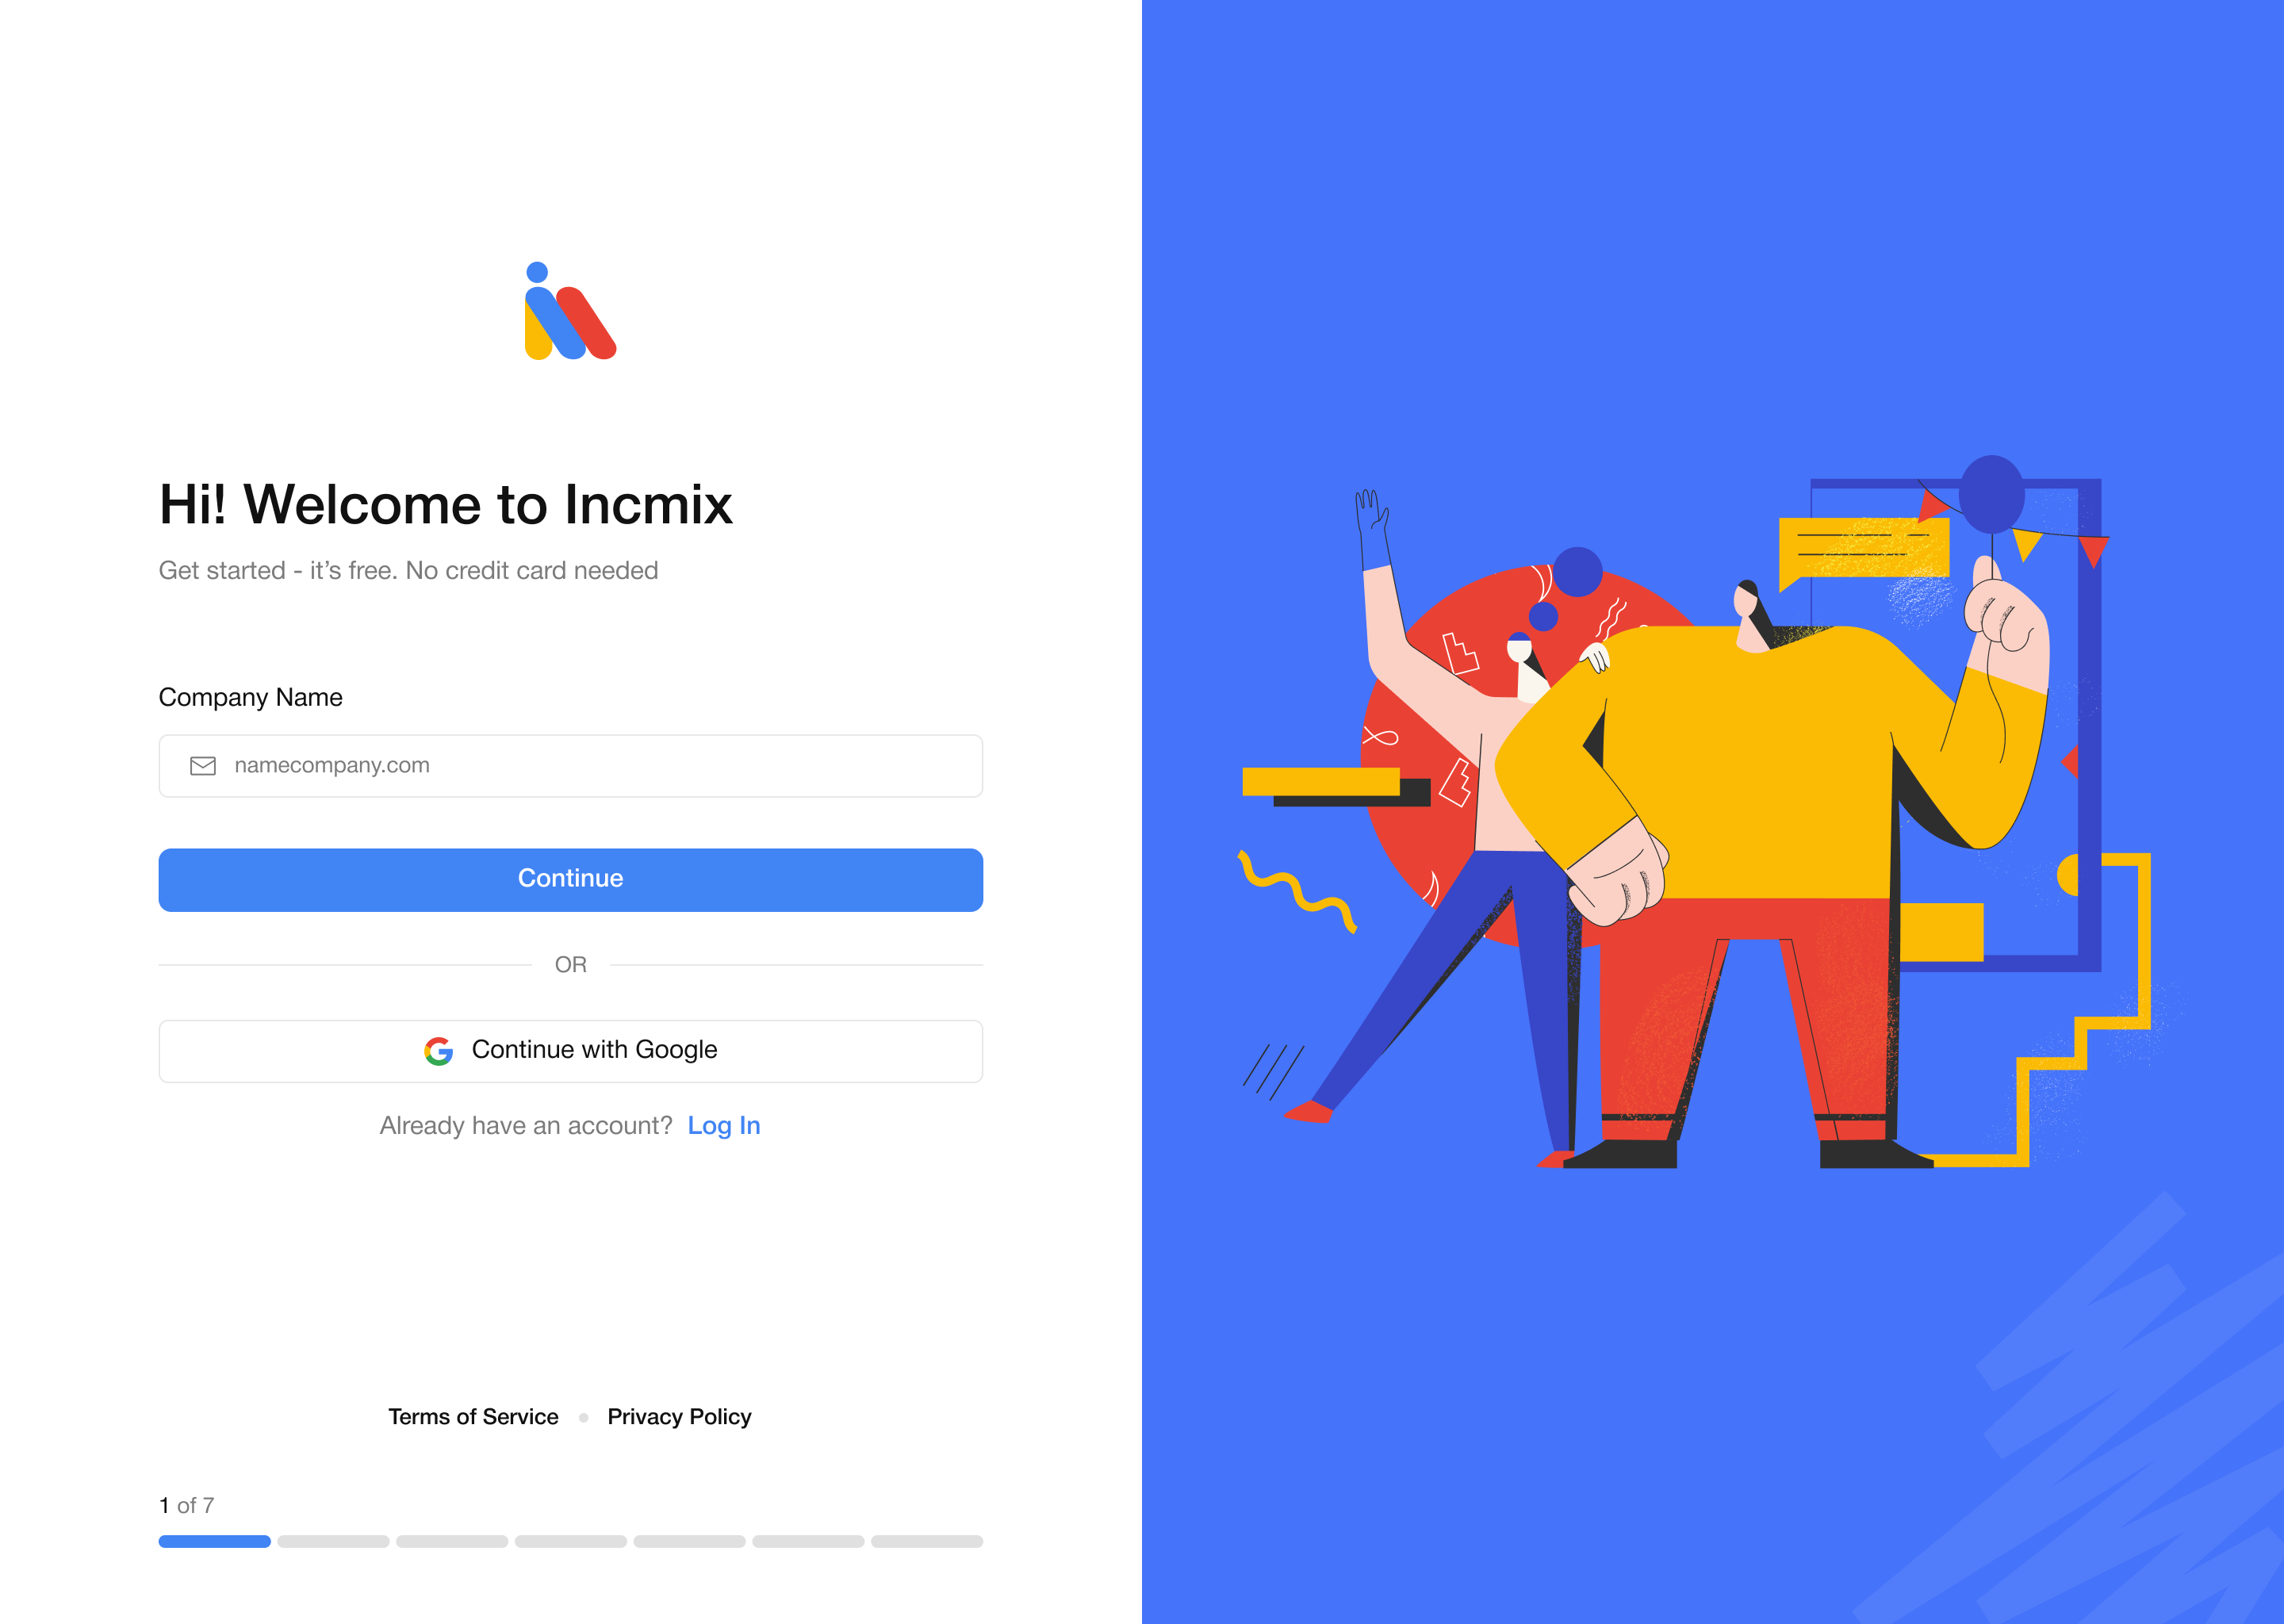 Hi! Welcome to Incmix
Get started - it’s free. No credit card needed
Company Name
namecompany.com
Continue
OR
Continue with Google
Already have an account? Log In
Terms of Service
Privacy Policy
1 of 7